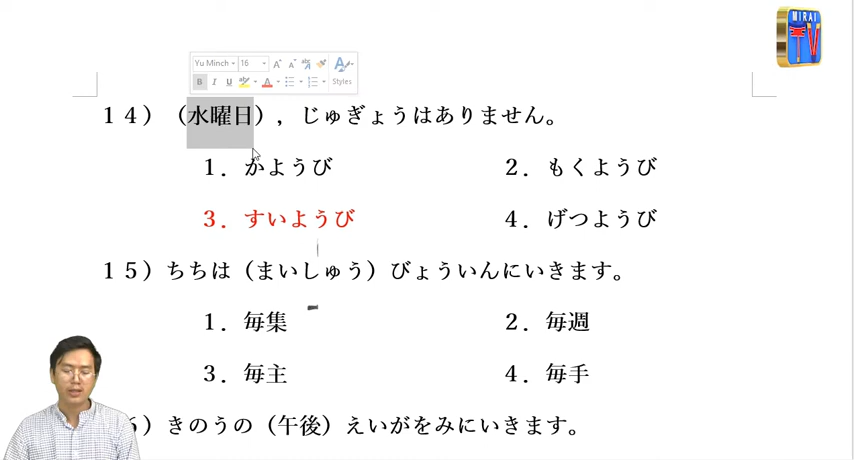 MIRAI
TV
Yu Minch 16 A A Styles
B I U A
１４）（水曜日），じゅぎょうはありません。
１．かようび ２．もくようび
３．すいようび ４．げつようび
１５）ちちは（まいしゅう）びょういんにいきます。
１．毎集 ２．毎週
３．毎主 ４．毎手
６）きのうの（午後）えいがをみにいきます。